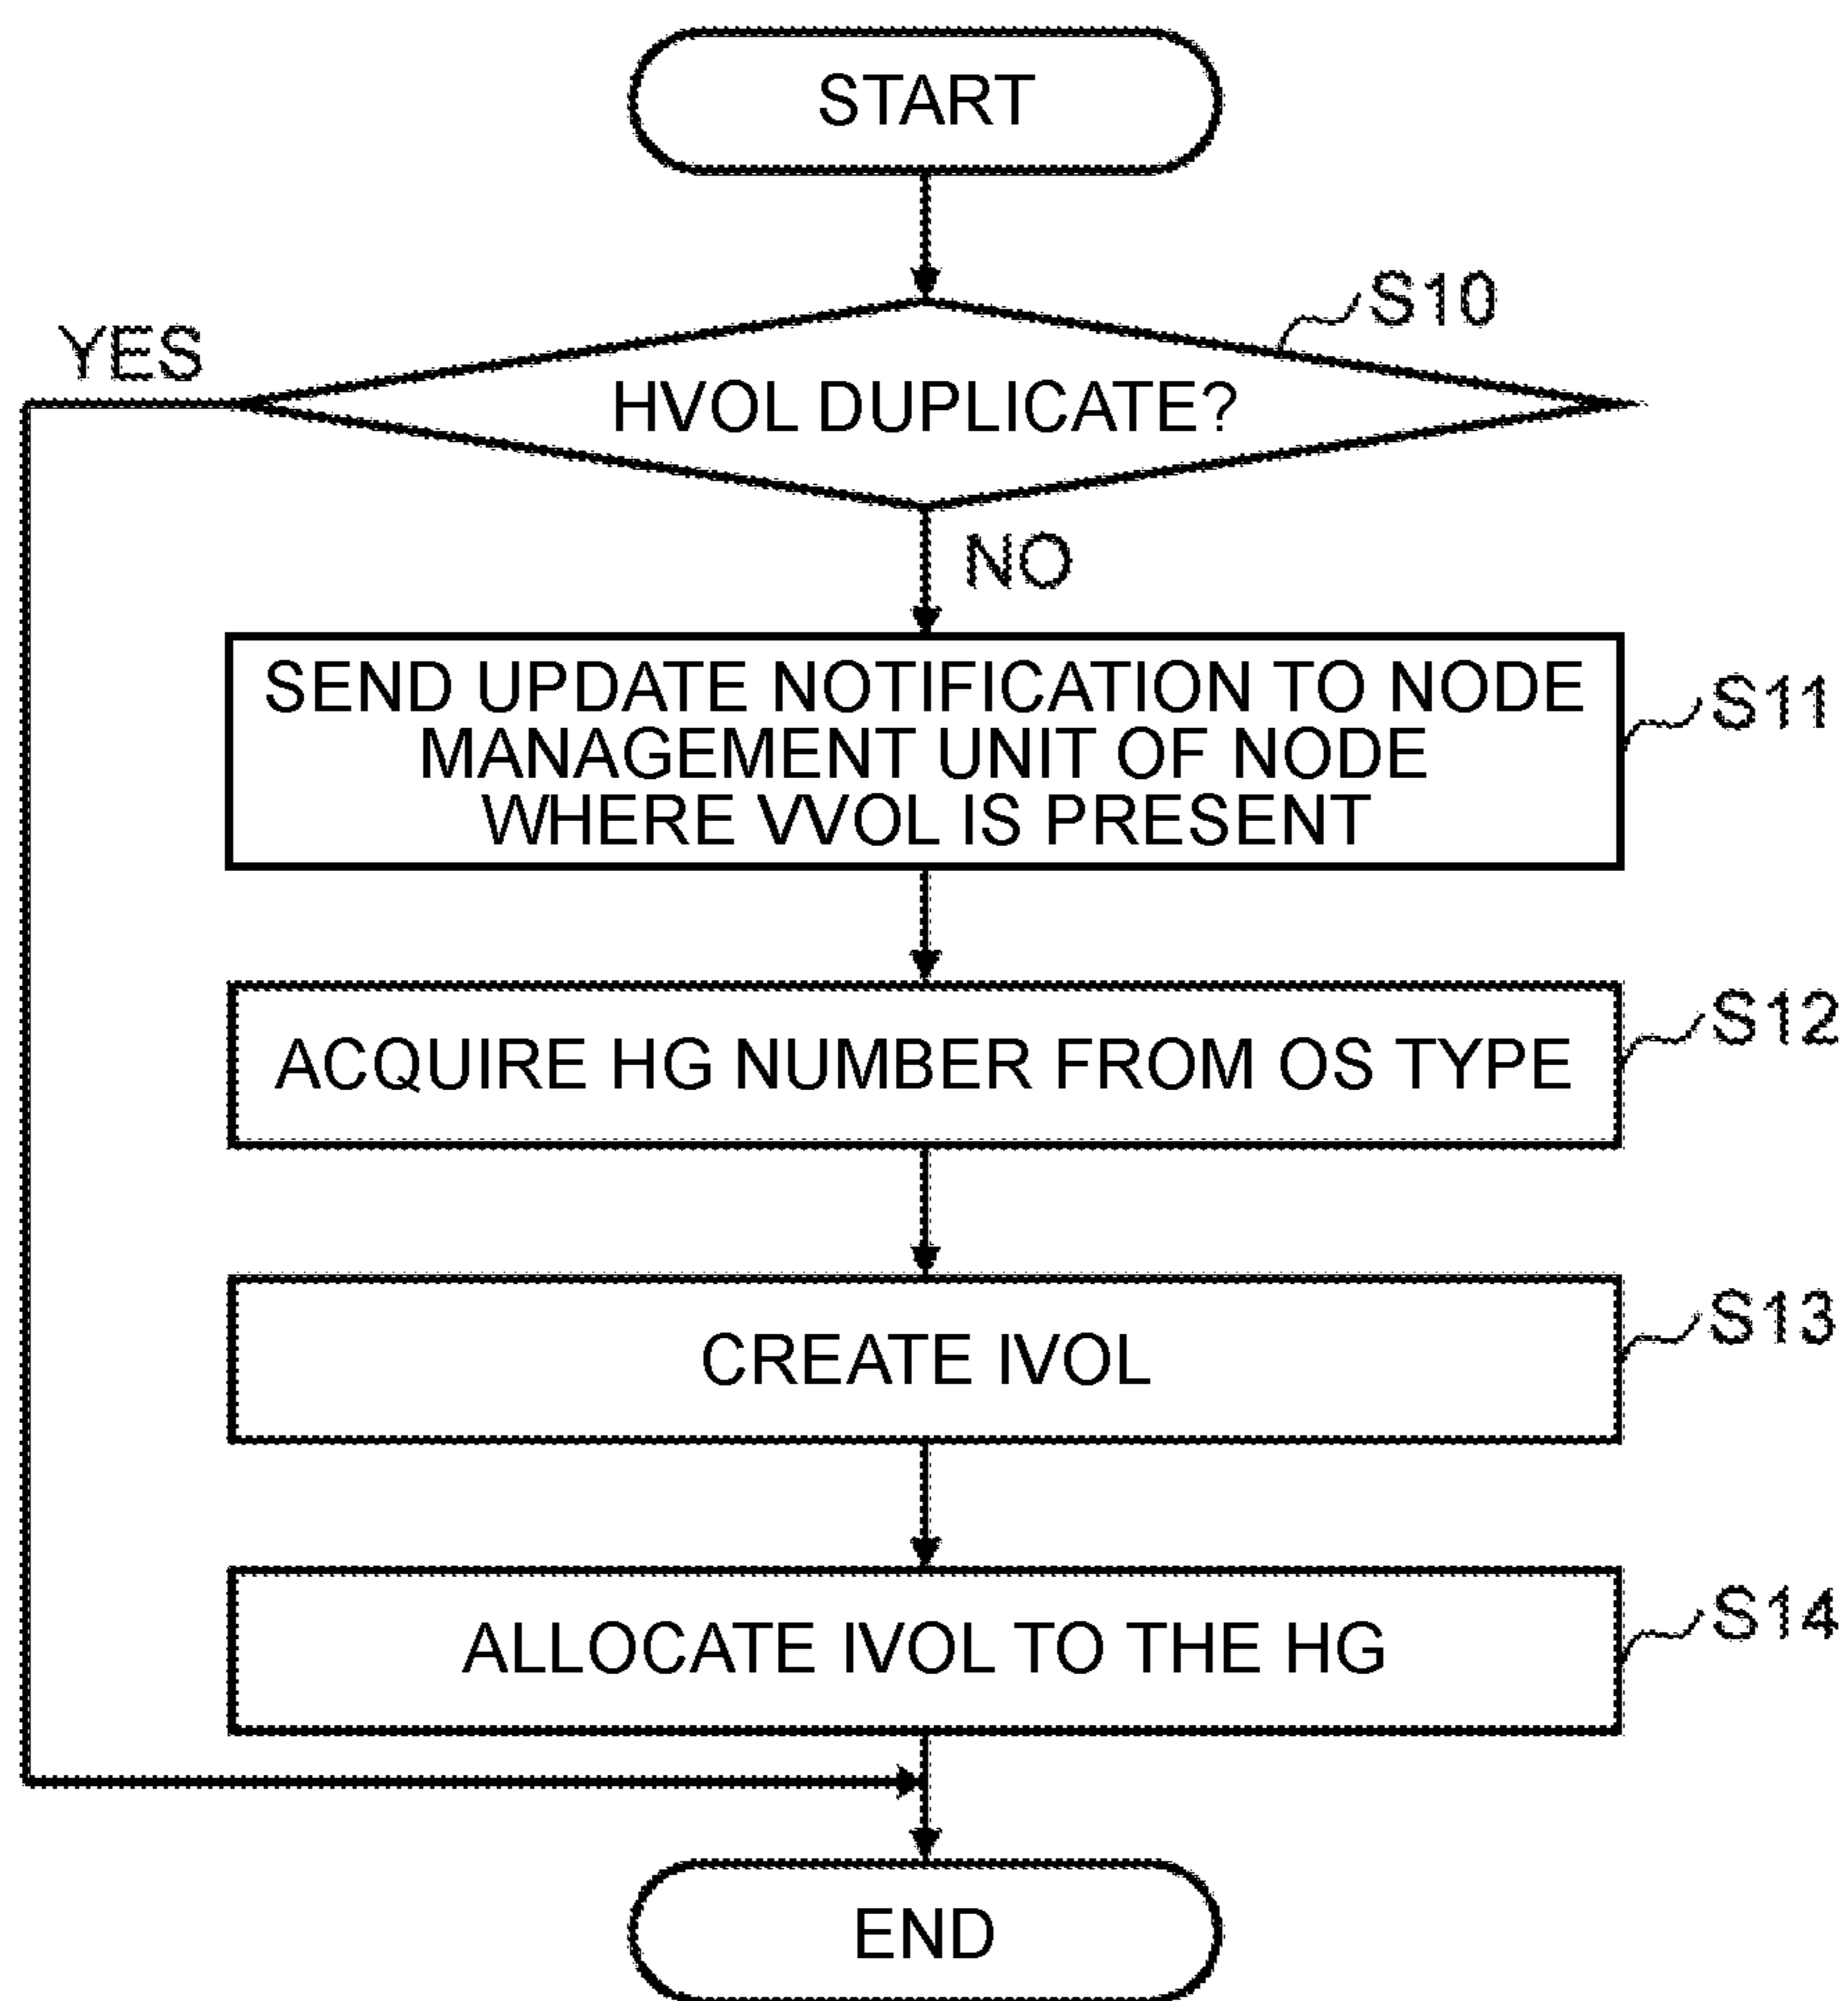 START
S10
YES
HVOL DUPLICATE?
NO
SEND UPDATE NOTIFICATION TO NODE
MANAGEMENT UNIT OF NODE
WHERE VVOL IS PRESENT
S11
ACQUIRE HG NUMBER FROM OS TYPE
S12
CREATE IVOL
S13
ALLOCATE IVOL TO THE HG
S14
END